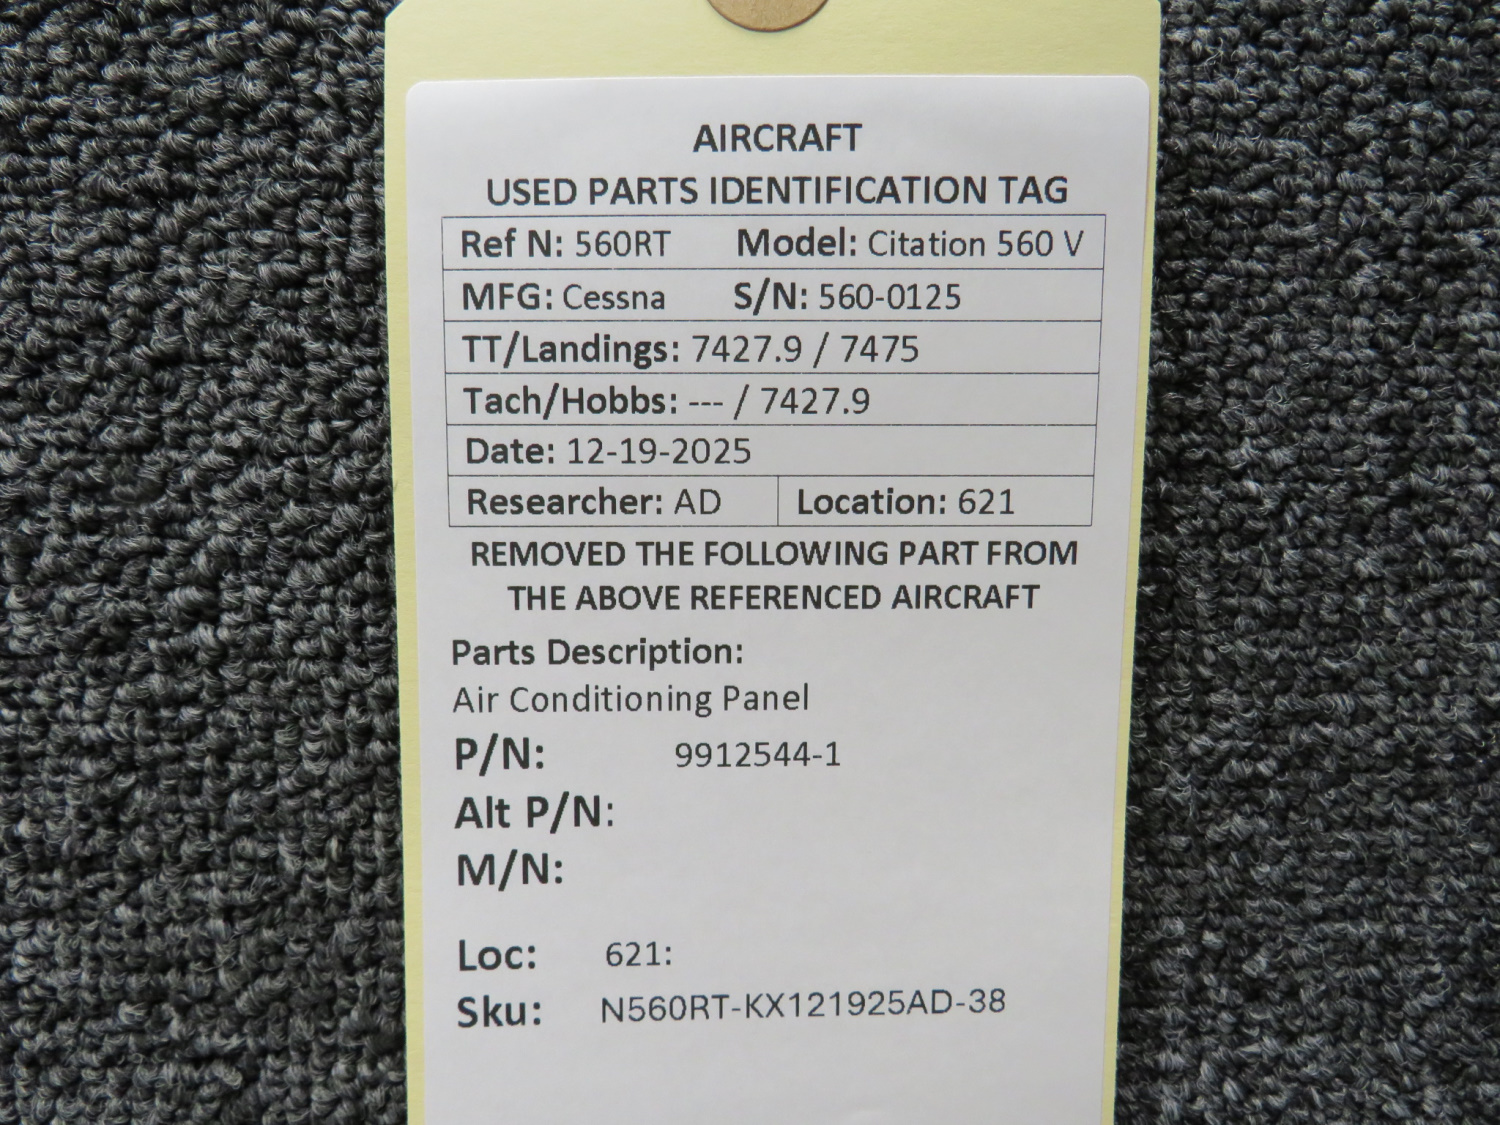 AIRCRAFT
USED PARTS IDENTIFICATION TAG
Ref N: 560RT Model: Citation 560 V
MFG: Cessna S/N: 560-0125
TT/Landings: 7427.9 / 7475
Tach/Hobbs: --- / 7427.9
Date: 12-19-2025
Researcher: AD Location: 621
REMOVED THE FOLLOWING PART FROM
THE ABOVE REFERENCED AIRCRAFT
Parts Description:
Air Conditioning Panel
P/N: 9912544-1
Alt P/N:
M/N:
Loc: 621:
Sku: N560RT-KX121925AD-38